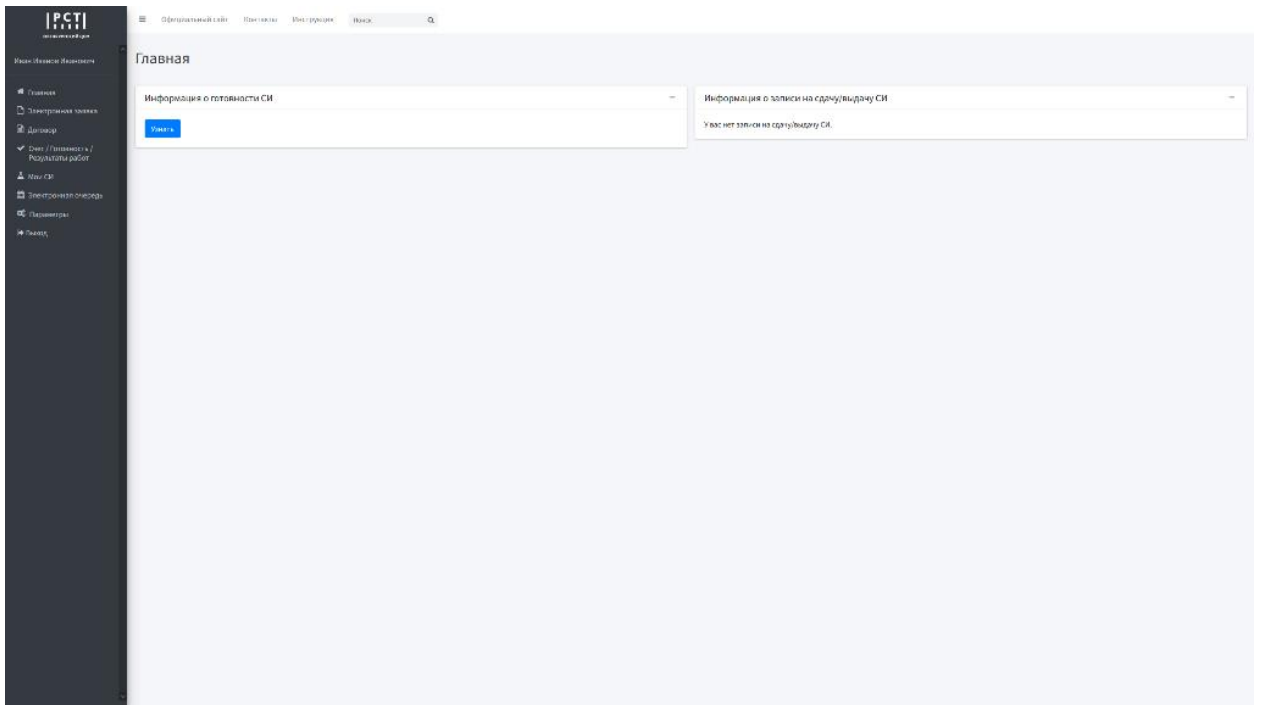 РСТ
Официальный сайт Контакты Инструкция Поиск
Иван Иванов Иванович
Главная
Информация о готовности СИ
Узнать
Информация о записи на сдачу/выдачу СИ
У вас нет записи на сдачу/выдачу СИ.
Главная
Электронная заявка
Договор
Счет / Готовность /
Результаты работ
Мои СИ
Электронная очередь
Параметры
Выход